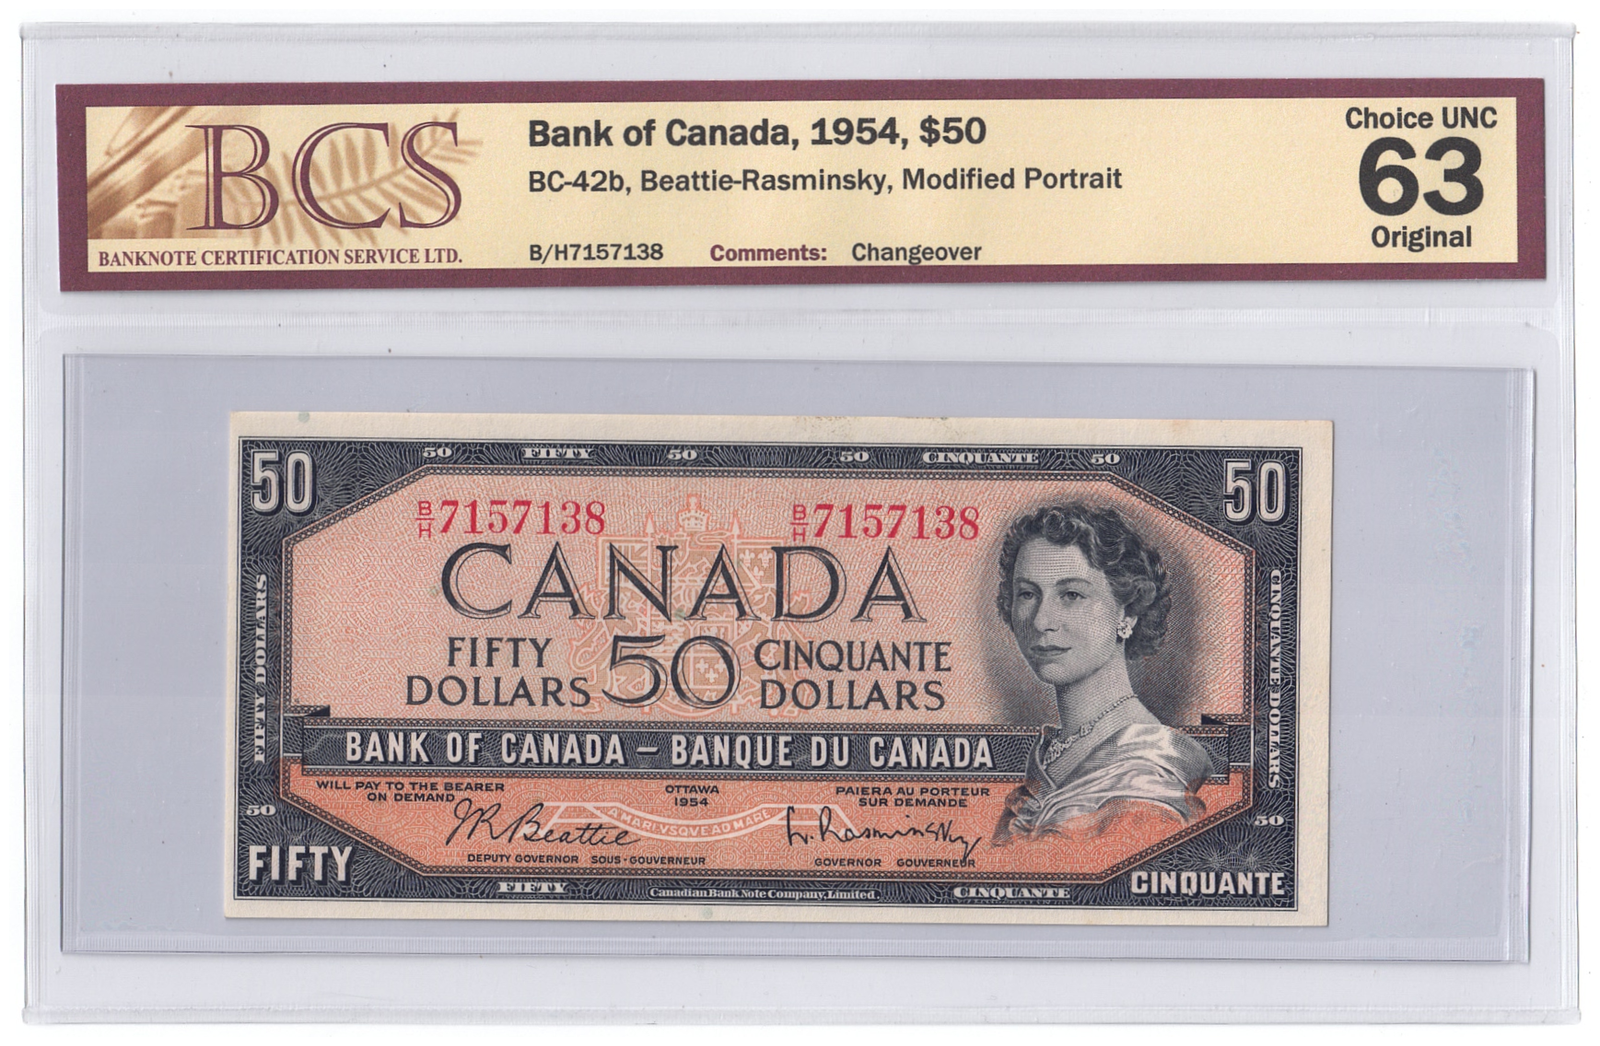 BCS
BANKNOTE CERTIFICATION SERVICE LTD.
Bank of Canada, 1954, $50
BC-42b, Beattie-Rasminsky, Modified Portrait
B/H7157138 Comments: Changeover
Choice UNC
63
Original
50 50 FIFTY 50 50 CINQUANTE 50 50
B/H 7157138 B/H 7157138
CANADA
FIFTY DOLLARS 50 CINQUANTE DOLLARS
FIFTY DOLLARS
CINQUANTE DOLLARS
BANK OF CANADA – BANQUE DU CANADA
WILL PAY TO THE BEARER ON DEMAND
OTTAWA
1954
PAIERA AU PORTEUR SUR DEMANDE
50 50
A MARI VSQVE AD MARE
JRBeattie
L. Rasminsky
DEPUTY GOVERNOR SOUS-GOUVERNEUR
GOVERNOR GOUVERNEUR
FIFTY FIFTY Canadian Bank Note Company, Limited. CINQUANTE CINQUANTE